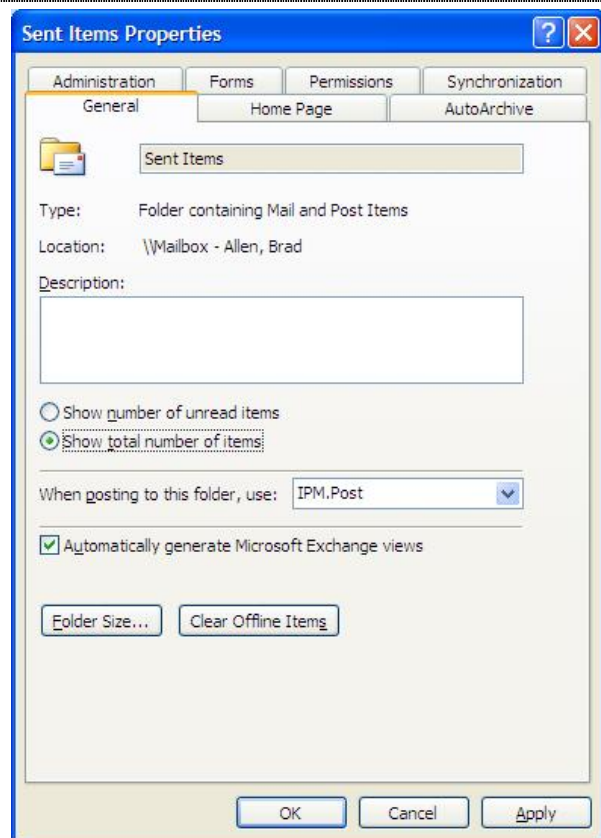 Sent Items Properties
Administration Forms Permissions Synchronization
General Home Page AutoArchive
Sent Items
Type: Folder containing Mail and Post Items
Location: \\Mailbox - Allen, Brad
Description:
Show number of unread items
Show total number of items
When posting to this folder, use: IPM.Post
Automatically generate Microsoft Exchange views
Folder Size... Clear Offline Items
OK Cancel Apply